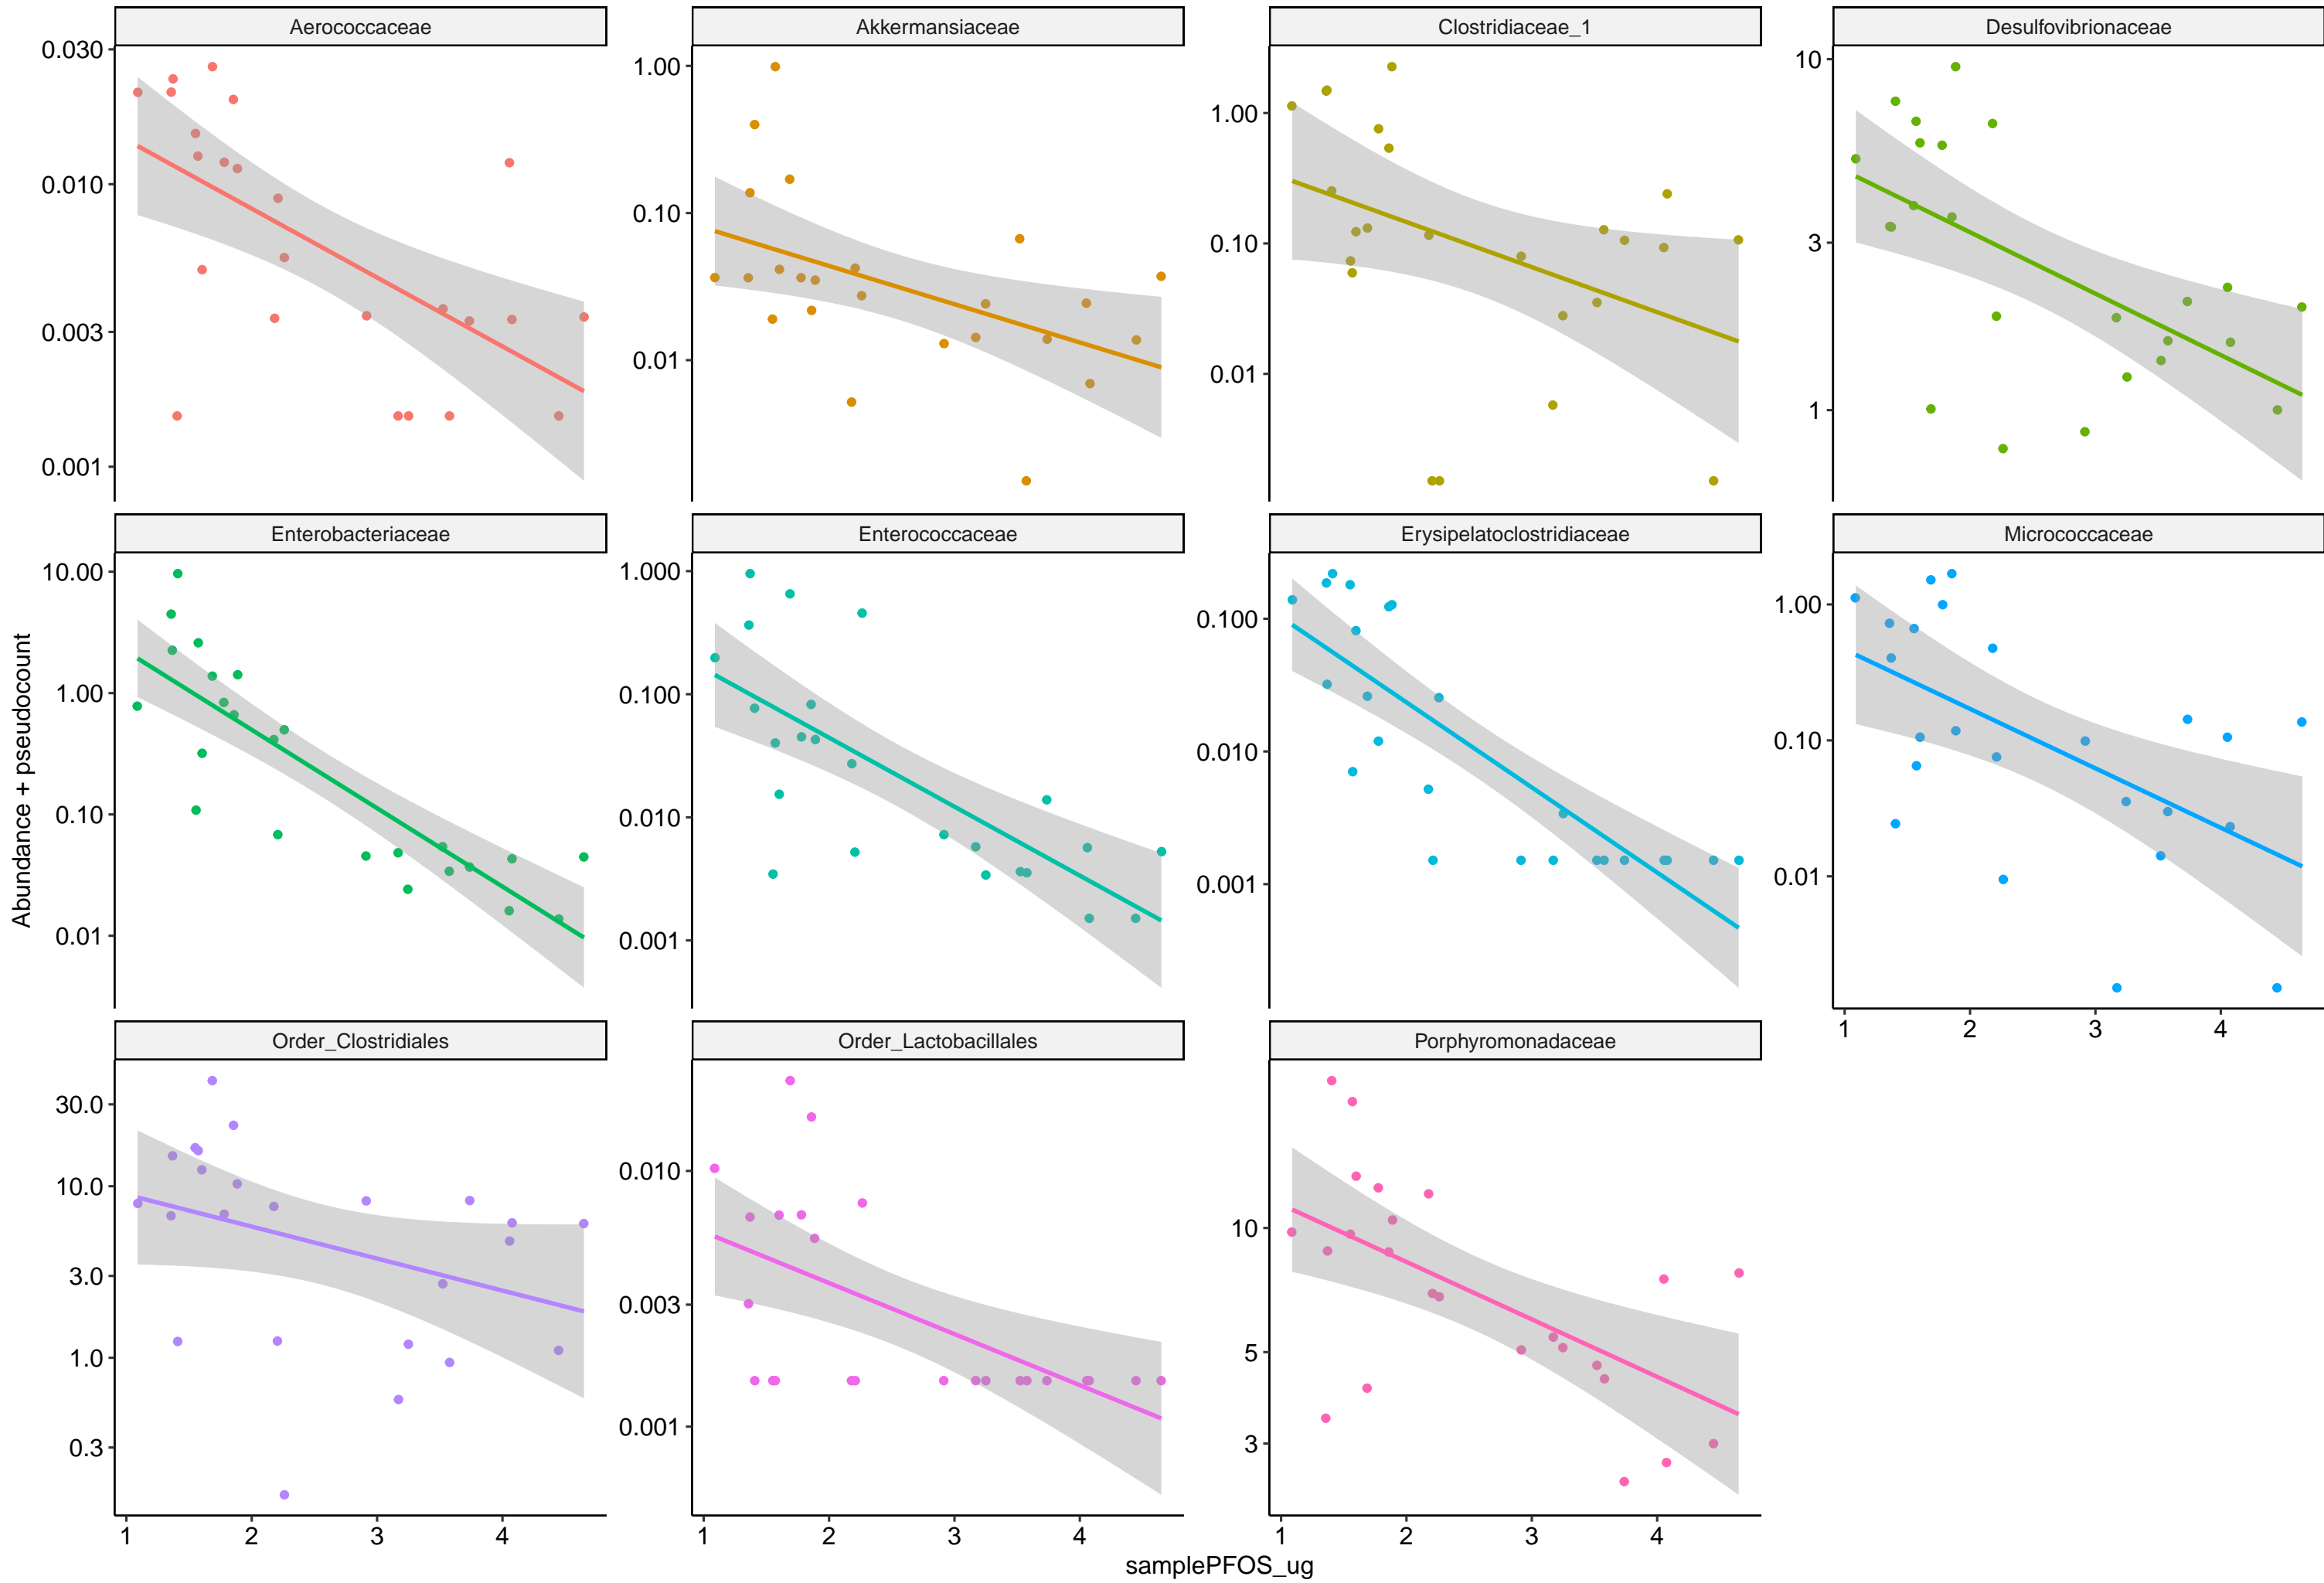 Aerococcaceae
Akkermansiaceae
Clostridiaceae_1
Desulfovibrionaceae
0.030
0.010
0.003
0.001
1.00
0.10
0.01
1.00
0.10
0.01
10
3
1
Enterobacteriaceae
Enterococcaceae
Erysipelatoclostridiaceae
Micrococcaceae
10.00
1.00
0.10
0.01
1.000
0.100
0.010
0.001
0.100
0.010
0.001
1.00
0.10
0.01
1 2 3 4
Order_Clostridiales
Order_Lactobacillales
Porphyromonadaceae
30.0
10.0
3.0
1.0
0.3
0.010
0.003
0.001
10
5
3
1 2 3 4
1 2 3 4
1 2 3 4
samplePFOS_ug
Abundance + pseudocount